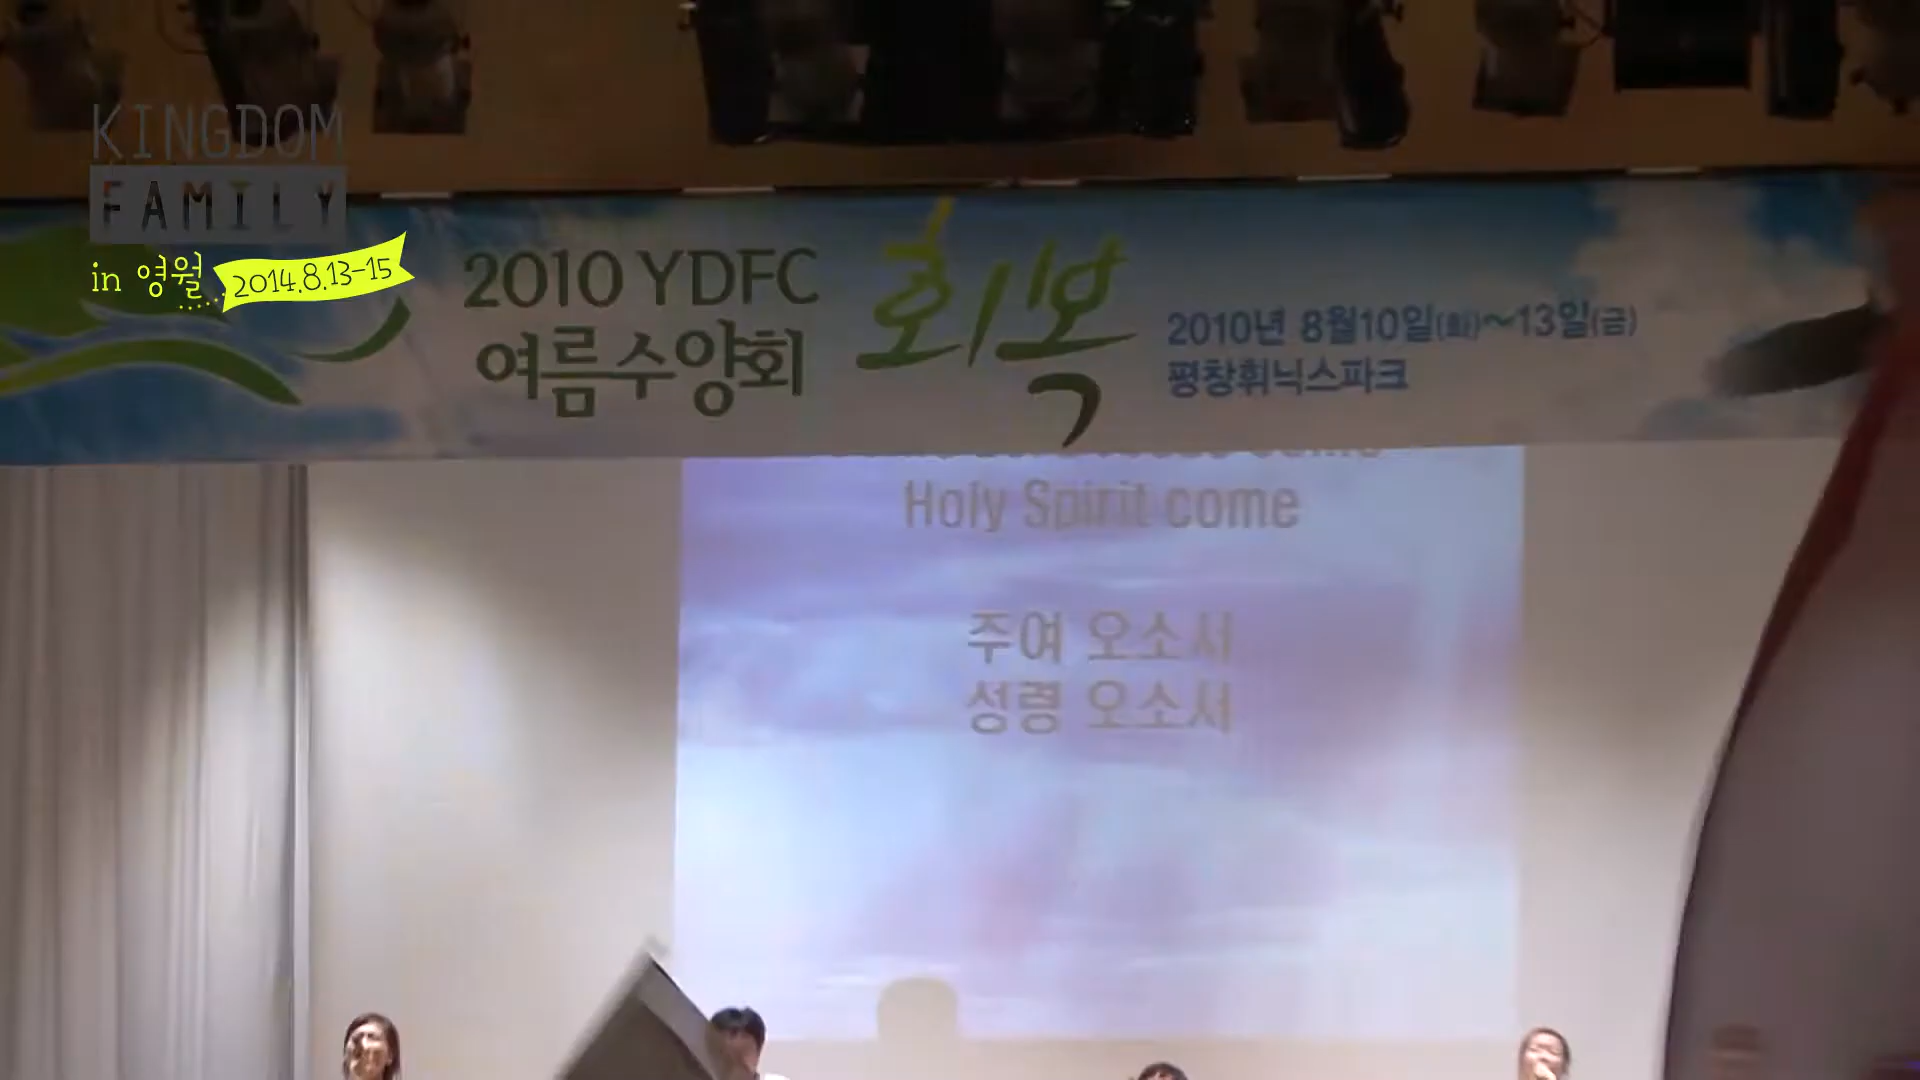 KINGDOM
FAMILY
in 영월 2014.8.13-15
2010 YDFC
여름수양회
회복
2010년 8월10일(화)~13일(금)
평창휘닉스파크
Holy Spirit come
주여 오소서
성령 오소서